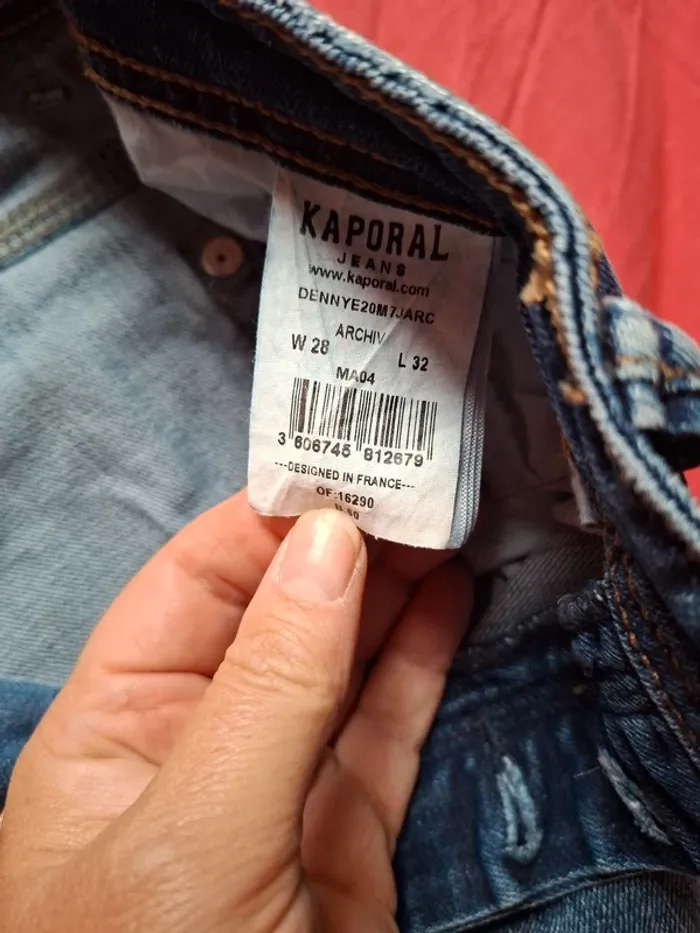 KAPORAL
JEANS
www.kaporal.com
DENNYE20M7JARC
ARCHIV
W 28 L 32
MA04
3 606745 812679
---DESIGNED IN FRANCE---
OF:16290